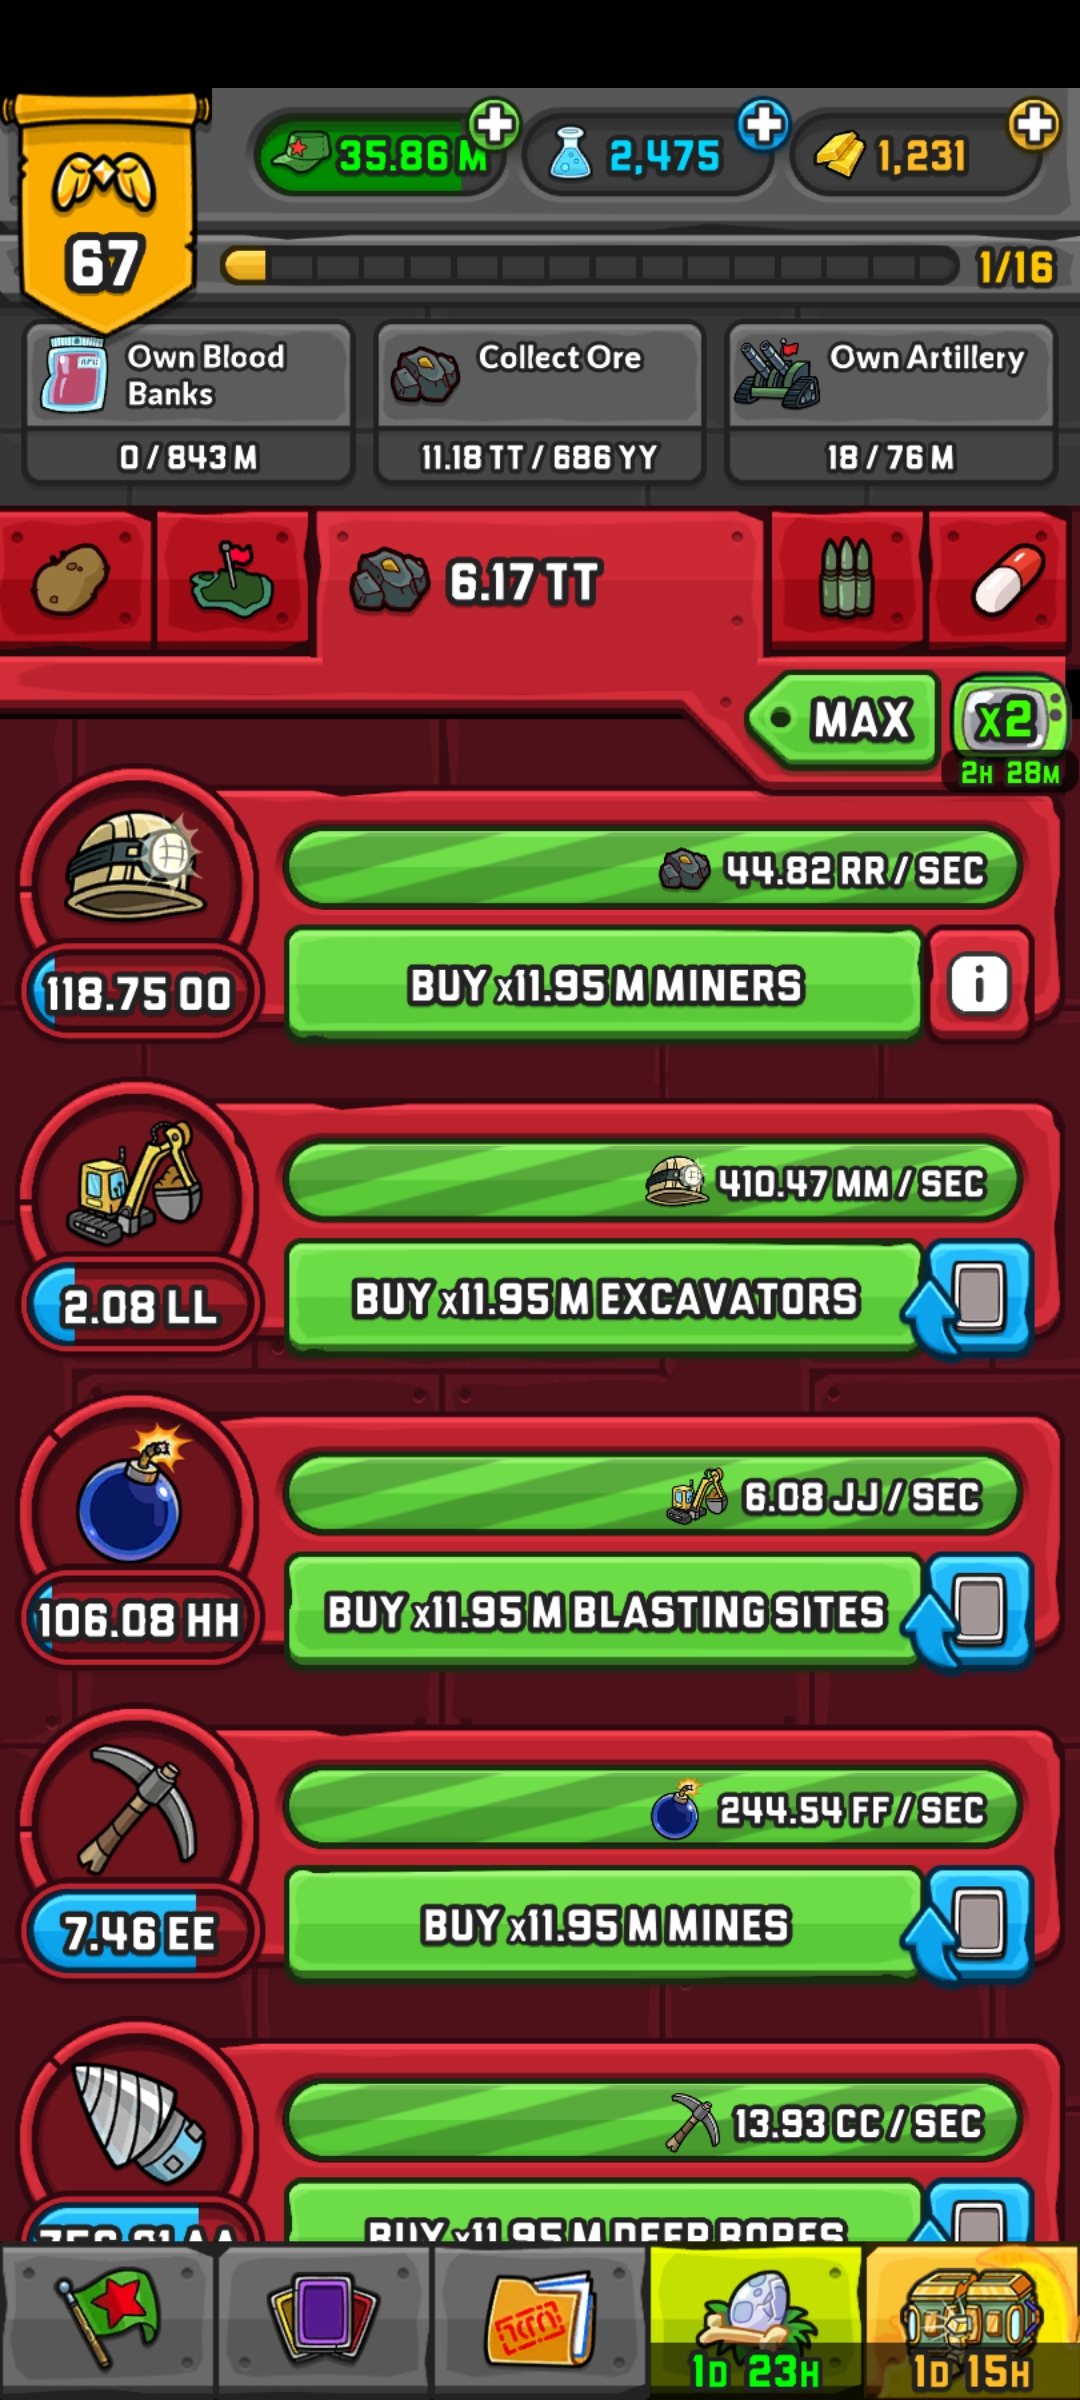 67
35.86 M
2,475
1,231
1/16
Own Blood Banks
0 / 843 M
Collect Ore
11.18 TT / 686 YY
Own Artillery
18 / 76 M
6.17 TT
MAX
x2
2H 28M
44.82 RR / SEC
118.75 OO
BUY x11.95 M MINERS
i
410.47 MM / SEC
2.08 LL
BUY x11.95 M EXCAVATORS
6.08 JJ / SEC
106.08 HH
BUY x11.95 M BLASTING SITES
244.54 FF / SEC
7.46 EE
BUY x11.95 M MINES
13.93 CC / SEC
BUY x11.95 M DEEP BORES
1D 23H
1D 15H